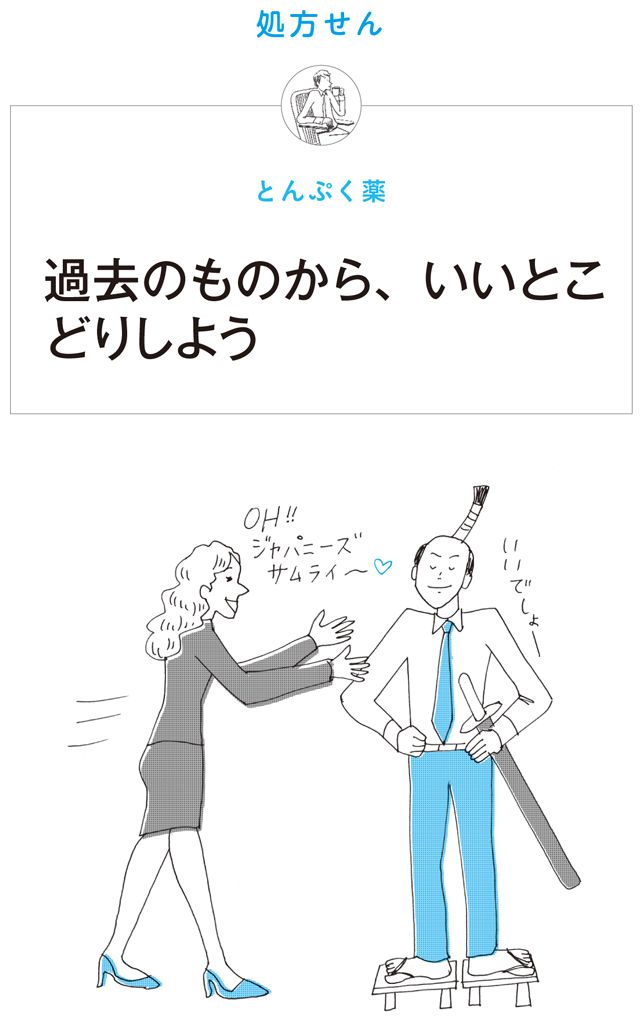 処方せん
とんぷく薬
過去のものから、いいとこ
どりしよう
OH!!
ジャパニーズ
サムライ〜♡
いいでしょー